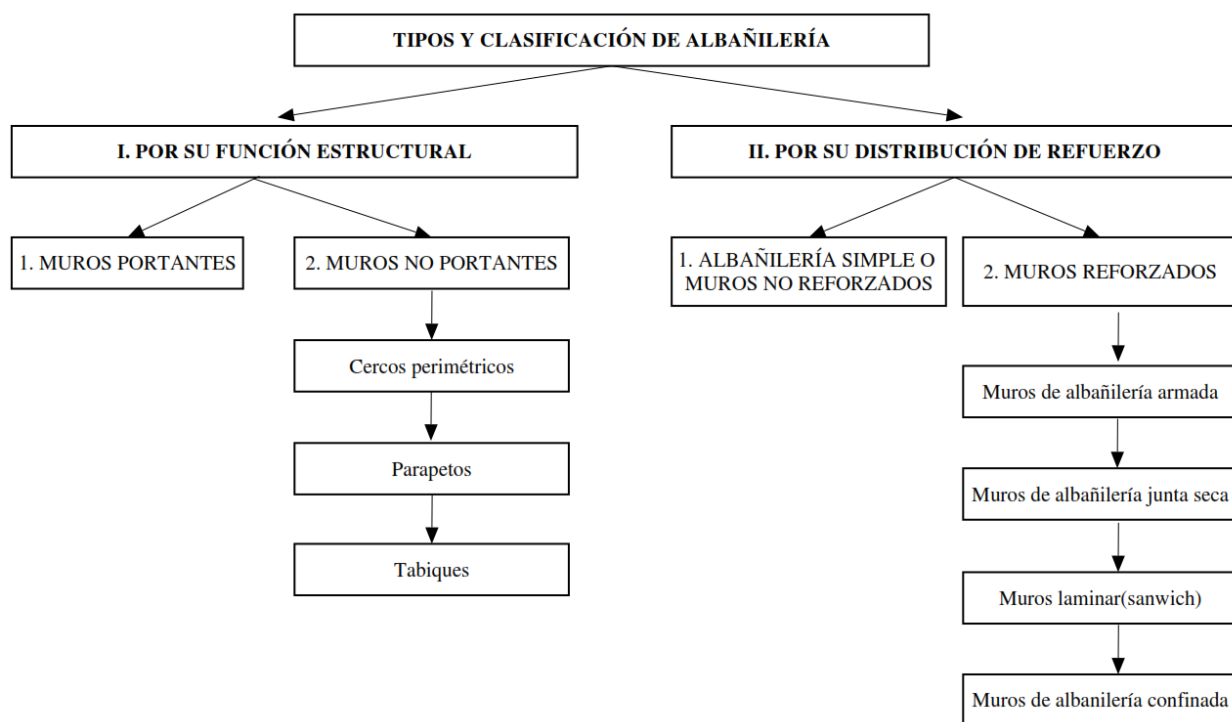 TIPOS Y CLASIFICACIÓN DE ALBAÑILERÍA
I. POR SU FUNCIÓN ESTRUCTURAL
II. POR SU DISTRIBUCIÓN DE REFUERZO
1. MUROS PORTANTES
2. MUROS NO PORTANTES
1. ALBAÑILERÍA SIMPLE O
MUROS NO REFORZADOS
2. MUROS REFORZADOS
Cercos perimétricos
Parapetos
Tabiques
Muros de albañilería armada
Muros de albañilería junta seca
Muros laminar(sanwich)
Muros de albanilería confinada